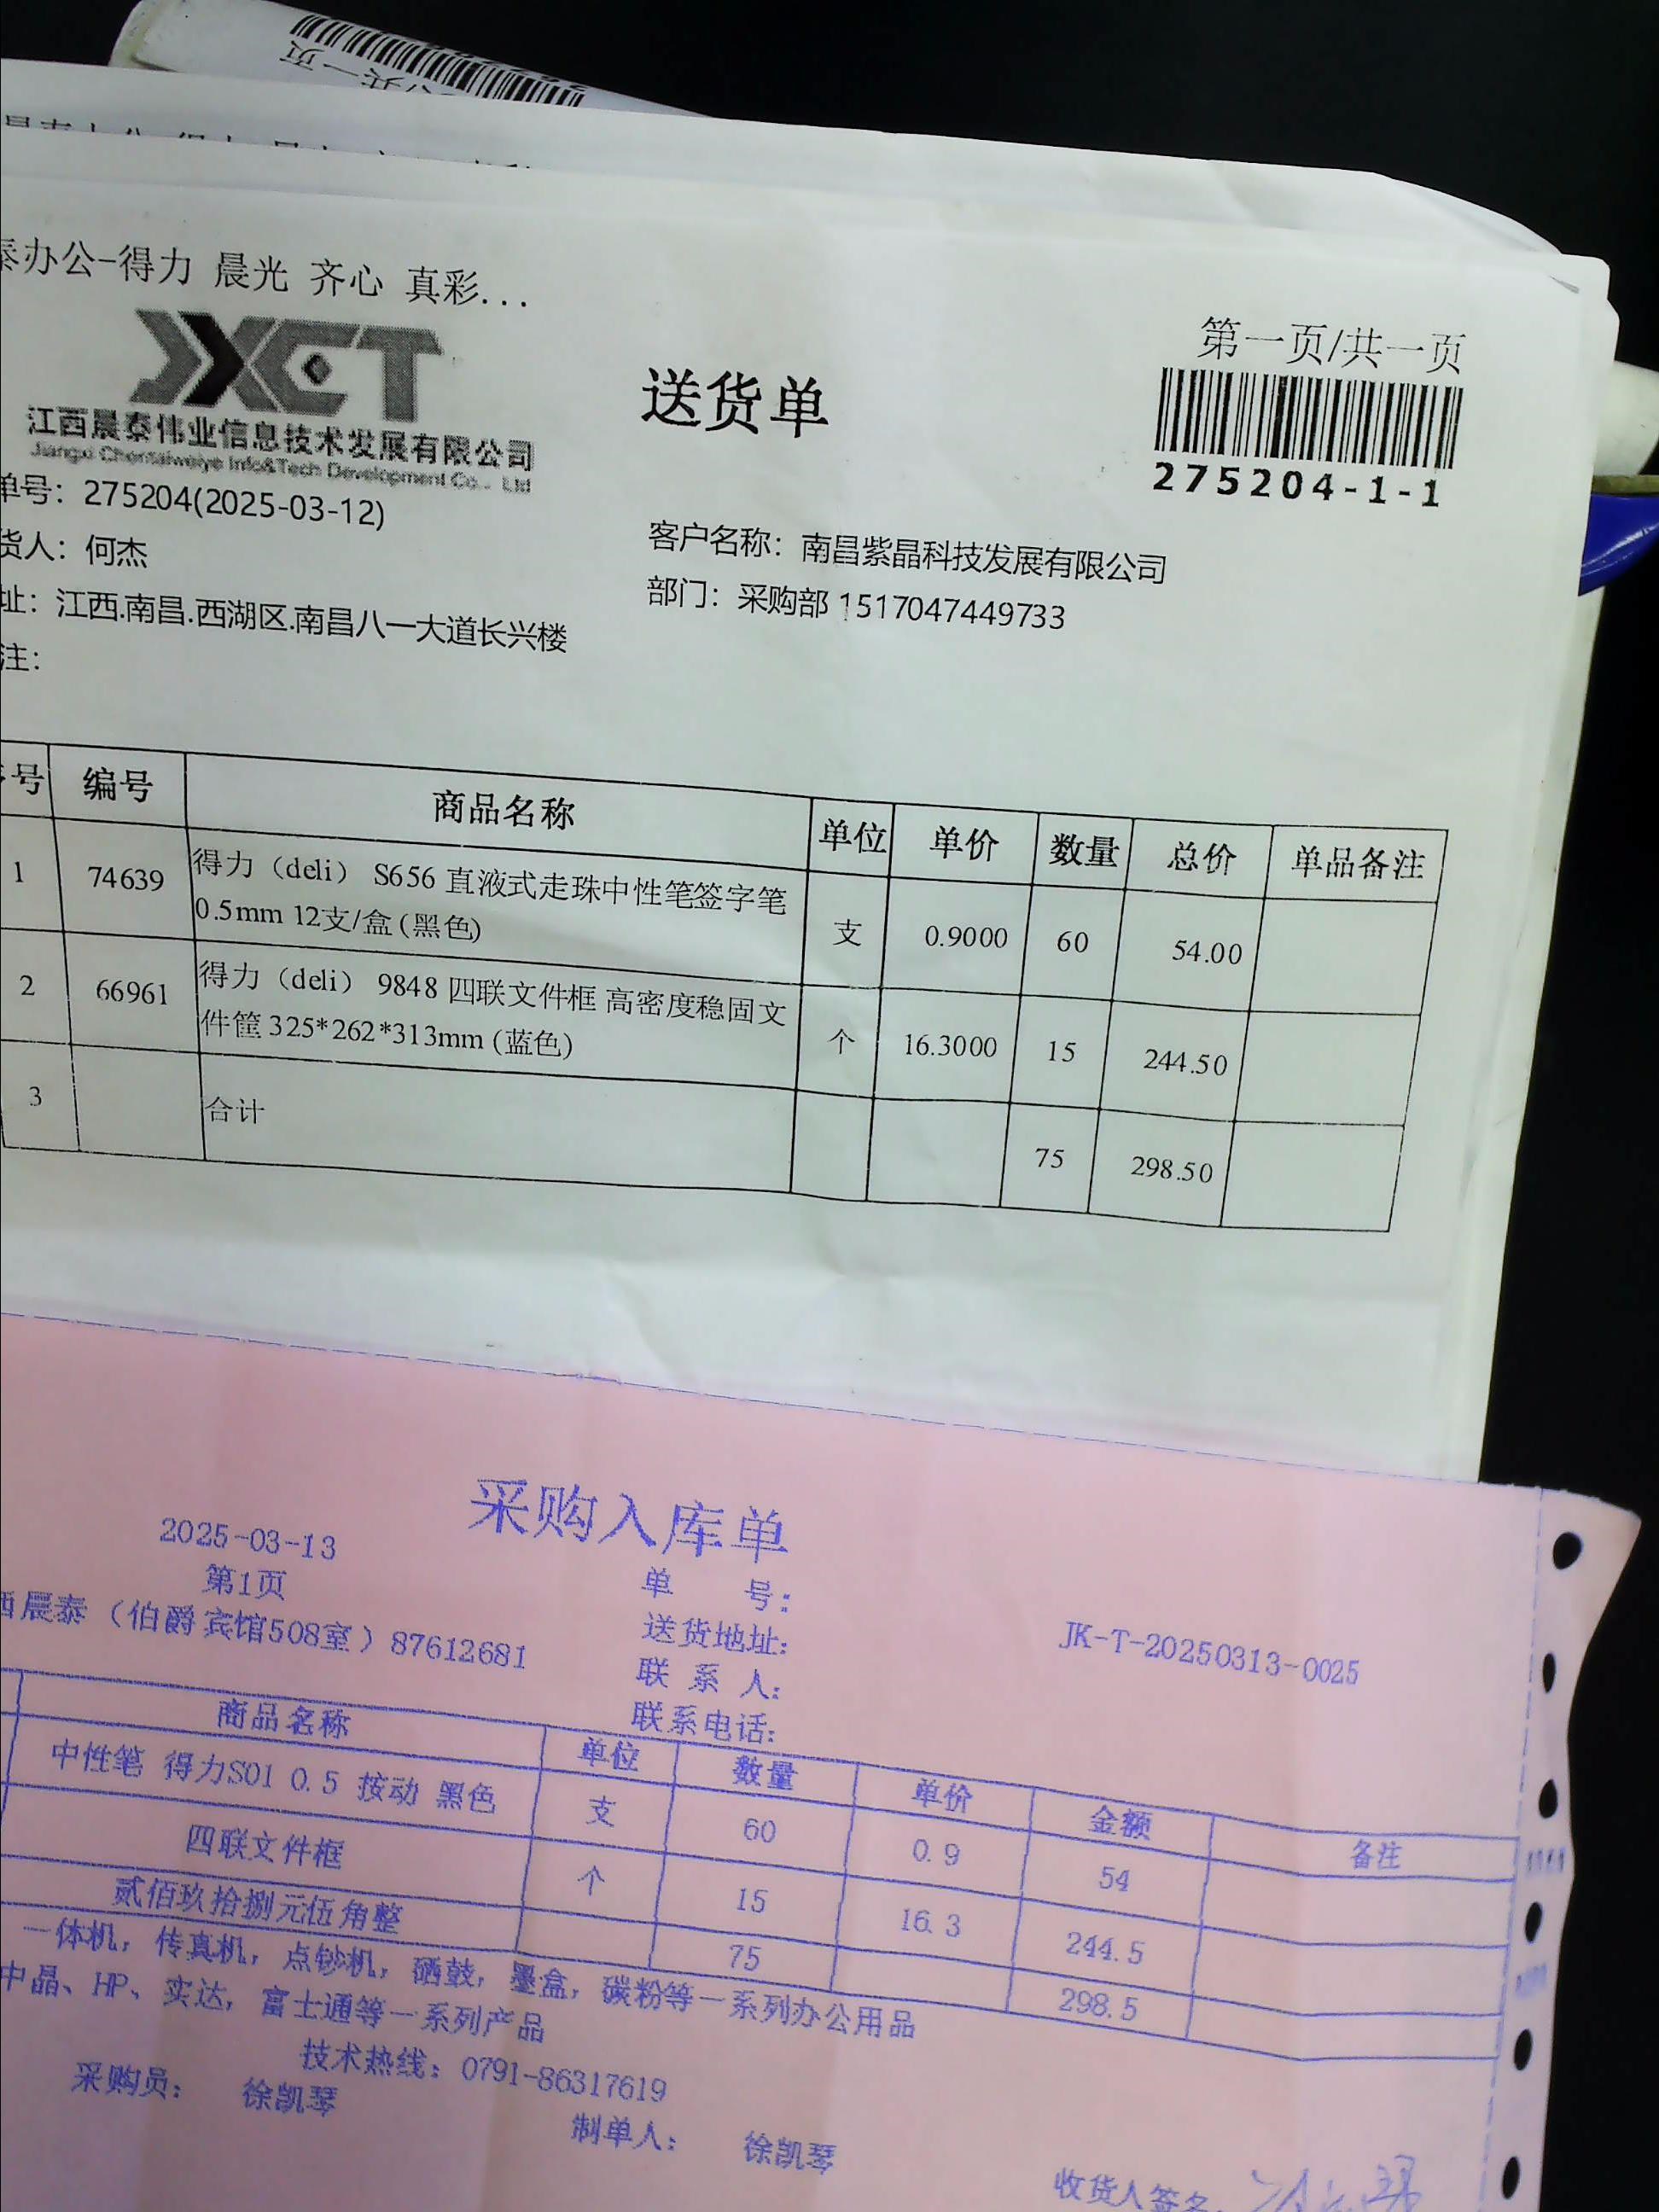 共一页
泰办公-得力 晨光 齐心 真彩...
第一页/共一页
JXCT
送货单
江西晨泰伟业信息技术发展有限公司
Jiangxi Chentaiweiye Info&Tech Development Co., Ltd
275204-1-1
单号：275204(2025-03-12)
客户名称：南昌紫晶科技发展有限公司
货人：何杰
部门：采购部 1517047449733
址：江西.南昌.西湖区.南昌八一大道长兴楼
注：
号 编号 商品名称 单位 单价 数量 总价 单品备注
1 74639 得力（deli） S656 直液式走珠中性笔签字笔 支 0.9000 60 54.00
0.5mm 12支/盒 (黑色)
2 66961 得力（deli） 9848 四联文件框 高密度稳固文 个 16.3000 15 244.50
件筐 325*262*313mm (蓝色)
3 合计 75 298.50
采购入库单
2025-03-13
第1页
单 号： JK-T-20250313-0025
西晨泰（伯爵宾馆508室）87612681
送货地址：
联 系 人：
联系电话：
商品名称 单位 数量 单价 金额 备注
中性笔 得力S01 0.5 按动 黑色 支 60 0.9 54
四联文件框 个 15 16.3 244.5
贰佰玖拾捌元伍角整 75 298.5
一体机，传真机，点钞机，硒鼓，墨盒，碳粉等一系列办公用品
中晶、HP、实达，富士通等一系列产品
技术热线：0791-86317619
采购员： 徐凯琴
制单人： 徐凯琴
收货人签名：